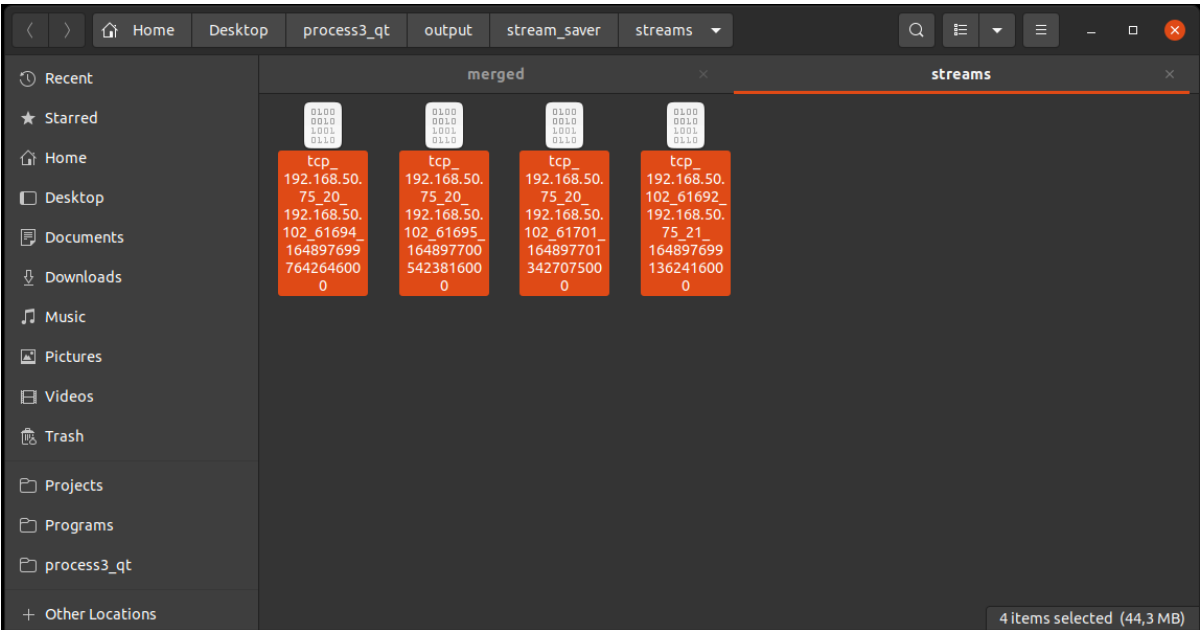 Home Desktop process3_qt output stream_saver streams
Recent
Starred
Home
Desktop
Documents
Downloads
Music
Pictures
Videos
Trash
Projects
Programs
process3_qt
Other Locations
merged streams
0100
0010
1001
0110
tcp_
192.168.50.
75_20_
192.168.50.
102_61694_
164897699
764264600
0
0100
0010
1001
0110
tcp_
192.168.50.
75_20_
192.168.50.
102_61695_
164897700
542381600
0
0100
0010
1001
0110
tcp_
192.168.50.
75_20_
192.168.50.
102_61701_
164897701
342707500
0
0100
0010
1001
0110
tcp_
192.168.50.
102_61692_
192.168.50.
75_21_
164897699
136241600
0
4 items selected (44,3 MB)